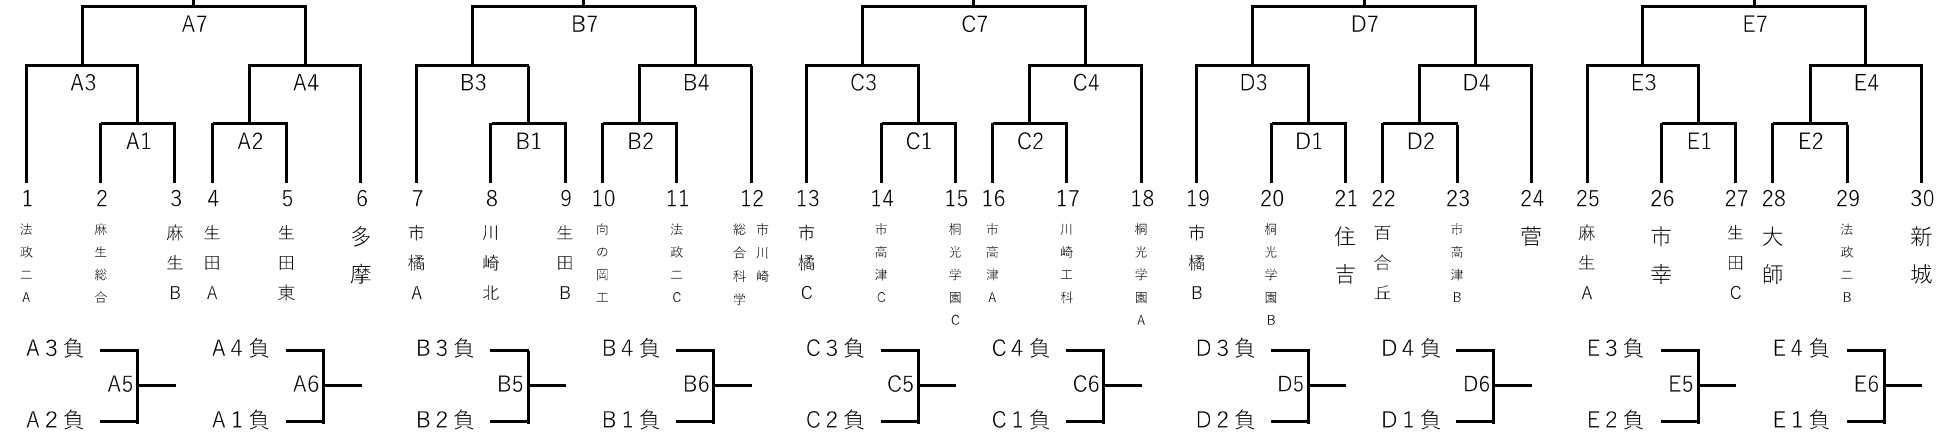 A7 B7 C7 D7 E7
A3 A4 B3 B4 C3 C4 D3 D4 E3 E4
A1 A2 B1 B2 C1 C2 D1 D2 E1 E2
1 2 3 4 5 6 7 8 9 10 11 12 13 14 15 16 17 18 19 20 21 22 23 24 25 26 27 28 29 30
法政二A
麻生総合
麻生B
生田A
生田東
多摩
市橘A
川崎北
生田B
向の岡工
法政二C
市川崎
総合科学
市橘C
市高津C
桐光学園C
市高津A
川崎工科
桐光学園A
市橘B
桐光学園B
住吉
百合丘
市高津B
菅
麻生A
市幸
生田C
大師
法政二B
新城
A3負 A4負 B3負 B4負 C3負 C4負 D3負 D4負 E3負 E4負
A5 A6 B5 B6 C5 C6 D5 D6 E5 E6
A2負 A1負 B2負 B1負 C2負 C1負 D2負 D1負 E2負 E1負